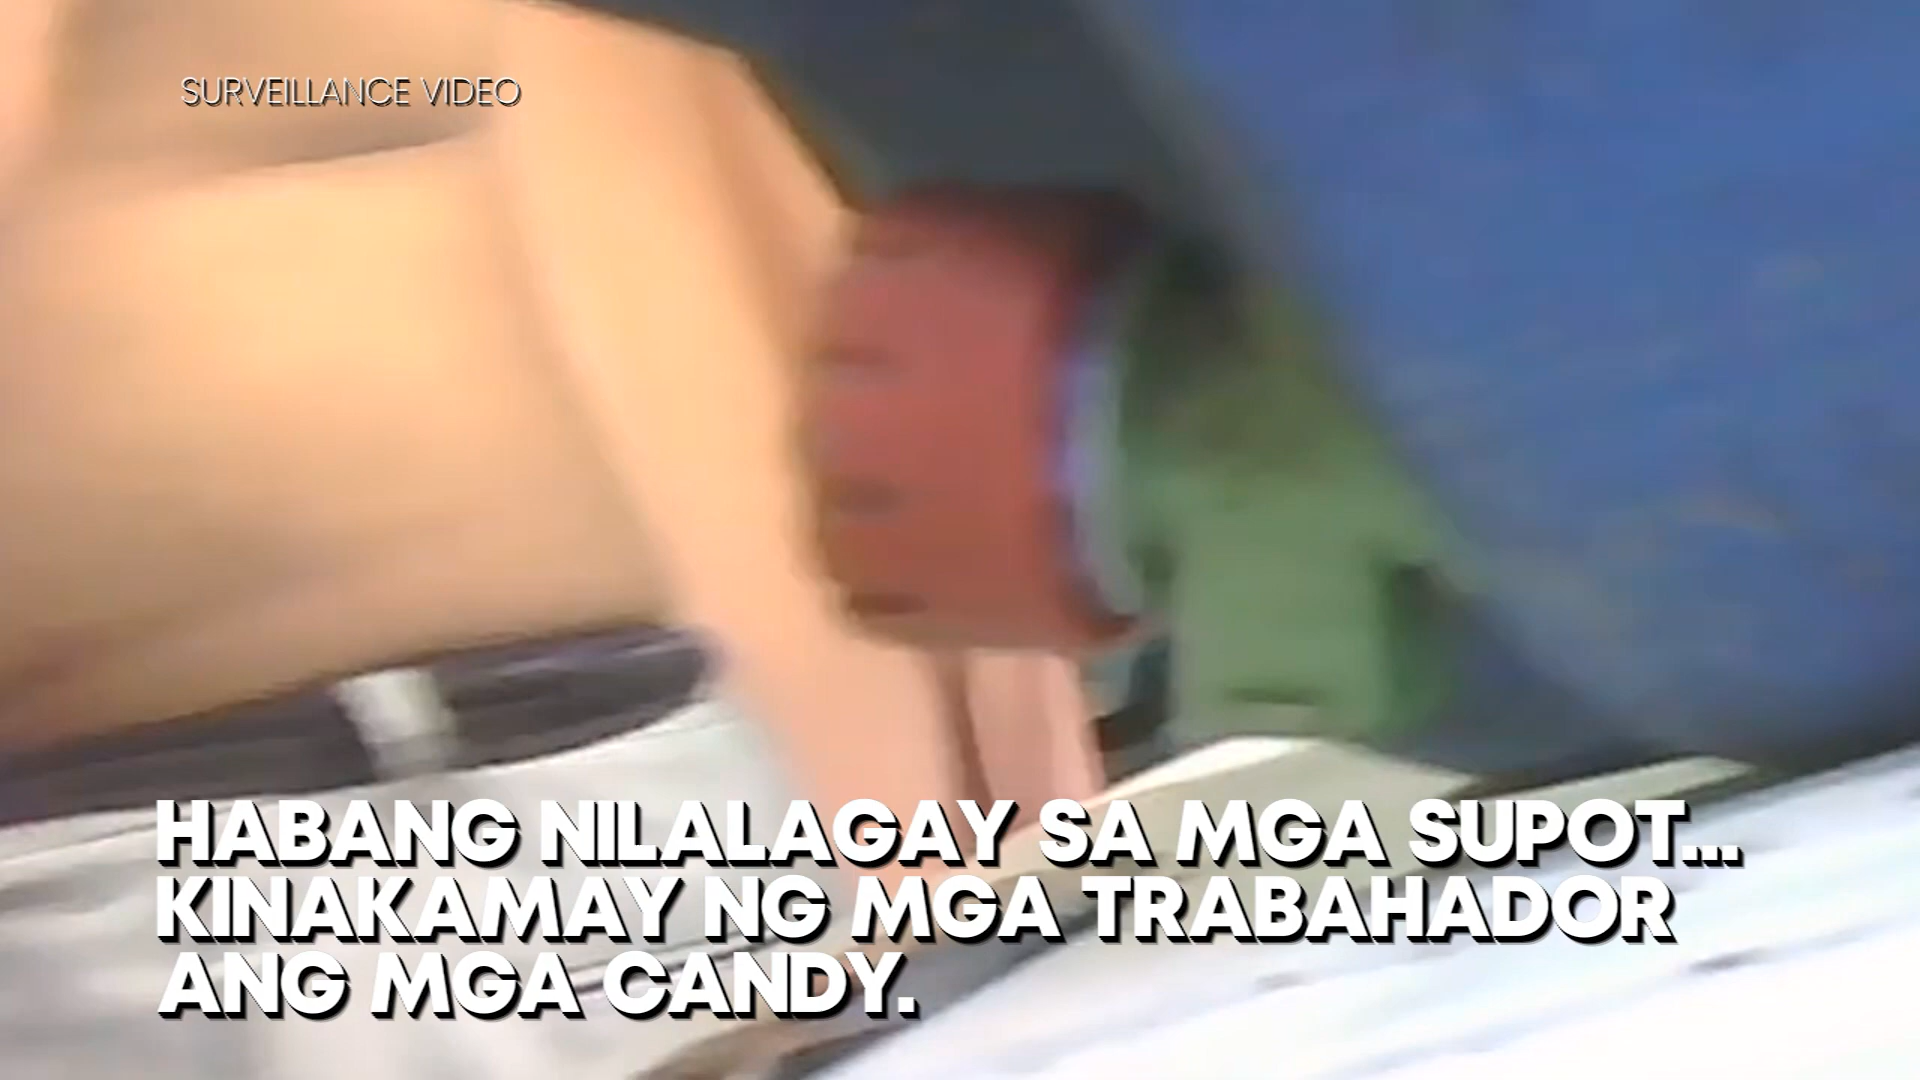 SURVEILLANCE VIDEO
HABANG NILALAGAY SA MGA SUPOT...
KINAKAMAY NG MGA TRABAHADOR
ANG MGA CANDY.